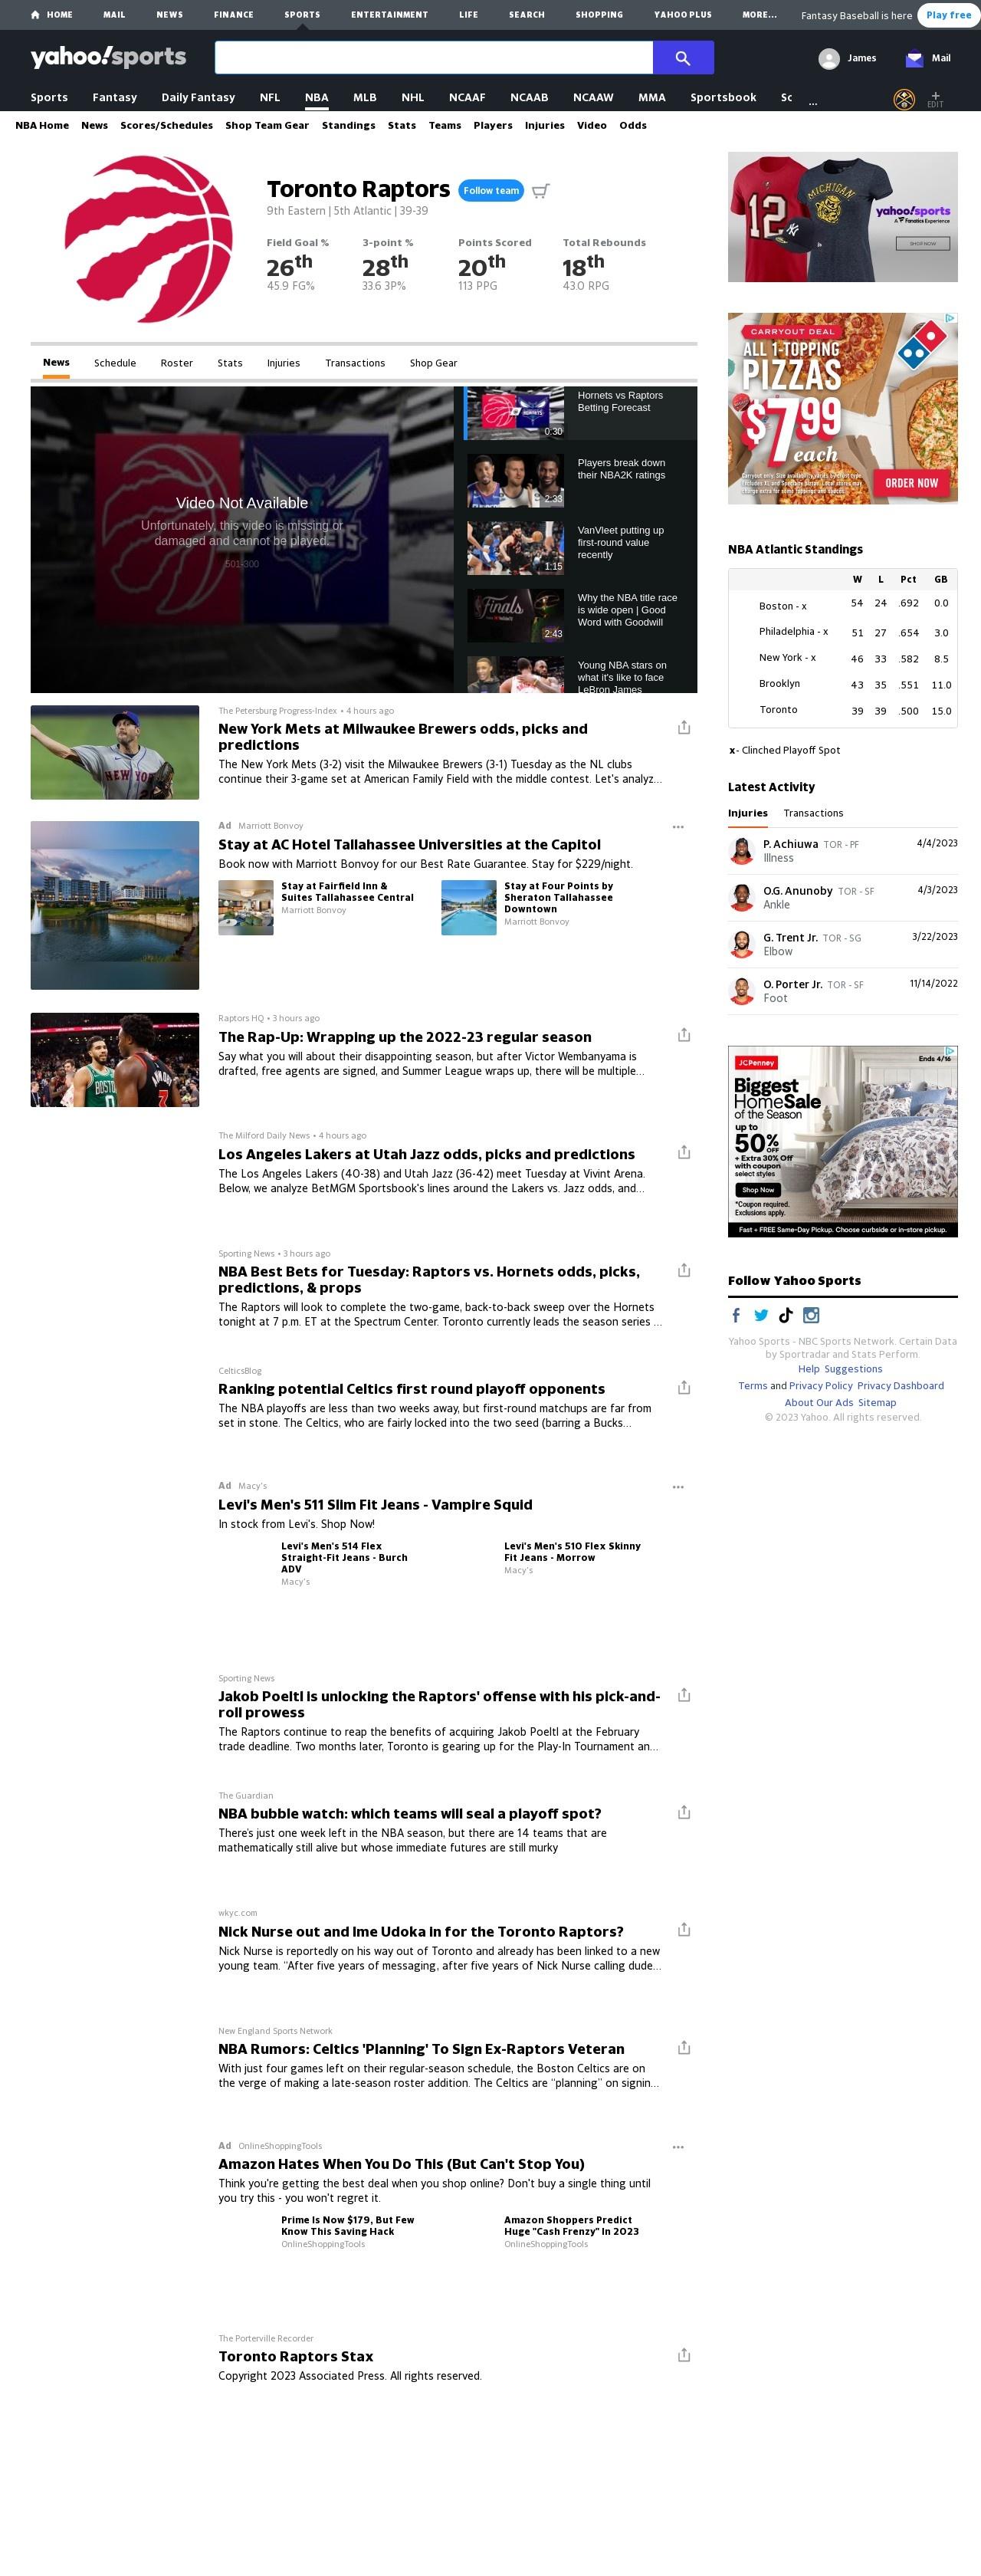 HOME MAIL NEWS FINANCE SPORTS ENTERTAINMENT LIFE SEARCH SHOPPING YAHOO PLUS MORE... Fantasy Baseball is here Play free
yahoo!sports James Mail
Sports Fantasy Daily Fantasy NFL NBA MLB NHL NCAAF NCAAB NCAAW MMA Sportsbook Sc ... EDIT
NBA Home News Scores/Schedules Shop Team Gear Standings Stats Teams Players Injuries Video Odds
Toronto Raptors Follow team
9th Eastern | 5th Atlantic | 39-39
Field Goal % 3-point % Points Scored Total Rebounds
26th 28th 20th 18th
45.9 FG% 33.6 3P% 113 PPG 43.0 RPG
News Schedule Roster Stats Injuries Transactions Shop Gear
Video Not Available
Unfortunately, this video is missing or
damaged and cannot be played.
501-300
Hornets vs Raptors
Betting Forecast
0:30
Players break down
their NBA2K ratings
2:33
VanVleet putting up
first-round value
recently
1:15
Why the NBA title race
is wide open | Good
Word with Goodwill
Finals
2:43
Young NBA stars on
what it's like to face
LeBron James
The Petersburg Progress-Index • 4 hours ago
New York Mets at Milwaukee Brewers odds, picks and
predictions
The New York Mets (3-2) visit the Milwaukee Brewers (3-1) Tuesday as the NL clubs
continue their 3-game set at American Family Field with the middle contest. Let's analyz...
Ad Marriott Bonvoy
Stay at AC Hotel Tallahassee Universities at the Capitol
Book now with Marriott Bonvoy for our Best Rate Guarantee. Stay for $229/night.
Stay at Fairfield Inn &
Suites Tallahassee Central
Marriott Bonvoy
Stay at Four Points by
Sheraton Tallahassee
Downtown
Marriott Bonvoy
Raptors HQ • 3 hours ago
The Rap-Up: Wrapping up the 2022-23 regular season
Say what you will about their disappointing season, but after Victor Wembanyama is
drafted, free agents are signed, and Summer League wraps up, there will be multiple...
The Milford Daily News • 4 hours ago
Los Angeles Lakers at Utah Jazz odds, picks and predictions
The Los Angeles Lakers (40-38) and Utah Jazz (36-42) meet Tuesday at Vivint Arena.
Below, we analyze BetMGM Sportsbook's lines around the Lakers vs. Jazz odds, and...
Sporting News • 3 hours ago
NBA Best Bets for Tuesday: Raptors vs. Hornets odds, picks,
predictions, & props
The Raptors will look to complete the two-game, back-to-back sweep over the Hornets
tonight at 7 p.m. ET at the Spectrum Center. Toronto currently leads the season series ...
CelticsBlog
Ranking potential Celtics first round playoff opponents
The NBA playoffs are less than two weeks away, but first-round matchups are far from
set in stone. The Celtics, who are fairly locked into the two seed (barring a Bucks...
Ad Macy's
Levi's Men's 511 Slim Fit Jeans - Vampire Squid
In stock from Levi's. Shop Now!
Levi's Men's 514 Flex
Straight-Fit Jeans - Burch
ADV
Macy's
Levi's Men's 510 Flex Skinny
Fit Jeans - Morrow
Macy's
Sporting News
Jakob Poeltl is unlocking the Raptors' offense with his pick-and-
roll prowess
The Raptors continue to reap the benefits of acquiring Jakob Poeltl at the February
trade deadline. Two months later, Toronto is gearing up for the Play-In Tournament an...
The Guardian
NBA bubble watch: which teams will seal a playoff spot?
There's just one week left in the NBA season, but there are 14 teams that are
mathematically still alive but whose immediate futures are still murky
wkyc.com
Nick Nurse out and Ime Udoka in for the Toronto Raptors?
Nick Nurse is reportedly on his way out of Toronto and already has been linked to a new
young team. “After five years of messaging, after five years of Nick Nurse calling dude...
New England Sports Network
NBA Rumors: Celtics 'Planning' To Sign Ex-Raptors Veteran
With just four games left on their regular-season schedule, the Boston Celtics are on
the verge of making a late-season roster addition. The Celtics are “planning” on signin...
Ad OnlineShoppingTools
Amazon Hates When You Do This (But Can't Stop You)
Think you're getting the best deal when you shop online? Don't buy a single thing until
you try this - you won't regret it.
Prime Is Now $179, But Few
Know This Saving Hack
OnlineShoppingTools
Amazon Shoppers Predict
Huge "Cash Frenzy" In 2023
OnlineShoppingTools
The Porterville Recorder
Toronto Raptors Stax
Copyright 2023 Associated Press. All rights reserved.
12
MICHIGAN
yahoo!sports
A Fanatics Experience
SHOP NOW
CARRYOUT DEAL
ALL 1-TOPPING
PIZZAS
$7.99
each
ORDER NOW
NBA Atlantic Standings
W L Pct GB
Boston - x 54 24 .692 0.0
Philadelphia - x 51 27 .654 3.0
New York - x 46 33 .582 8.5
Brooklyn 43 35 .551 11.0
Toronto 39 39 .500 15.0
x- Clinched Playoff Spot
Latest Activity
Injuries Transactions
P. Achiuwa TOR - PF 4/4/2023
Illness
O.G. Anunoby TOR - SF 4/3/2023
Ankle
G. Trent Jr. TOR - SG 3/22/2023
Elbow
O. Porter Jr. TOR - SF 11/14/2022
Foot
JCPenney Ends 4/16
Biggest
HomeSale
of the Season
up to
50% OFF
+ Extra 30% Off
with coupon
select styles
Shop Now
*Coupon required.
Exclusions apply.
Fast + FREE Same-Day Pickup. Choose curbside or in-store pickup.
Follow Yahoo Sports
Yahoo Sports - NBC Sports Network. Certain Data
by Sportradar and Stats Perform.
Help Suggestions
Terms and Privacy Policy Privacy Dashboard
About Our Ads Sitemap
© 2023 Yahoo. All rights reserved.